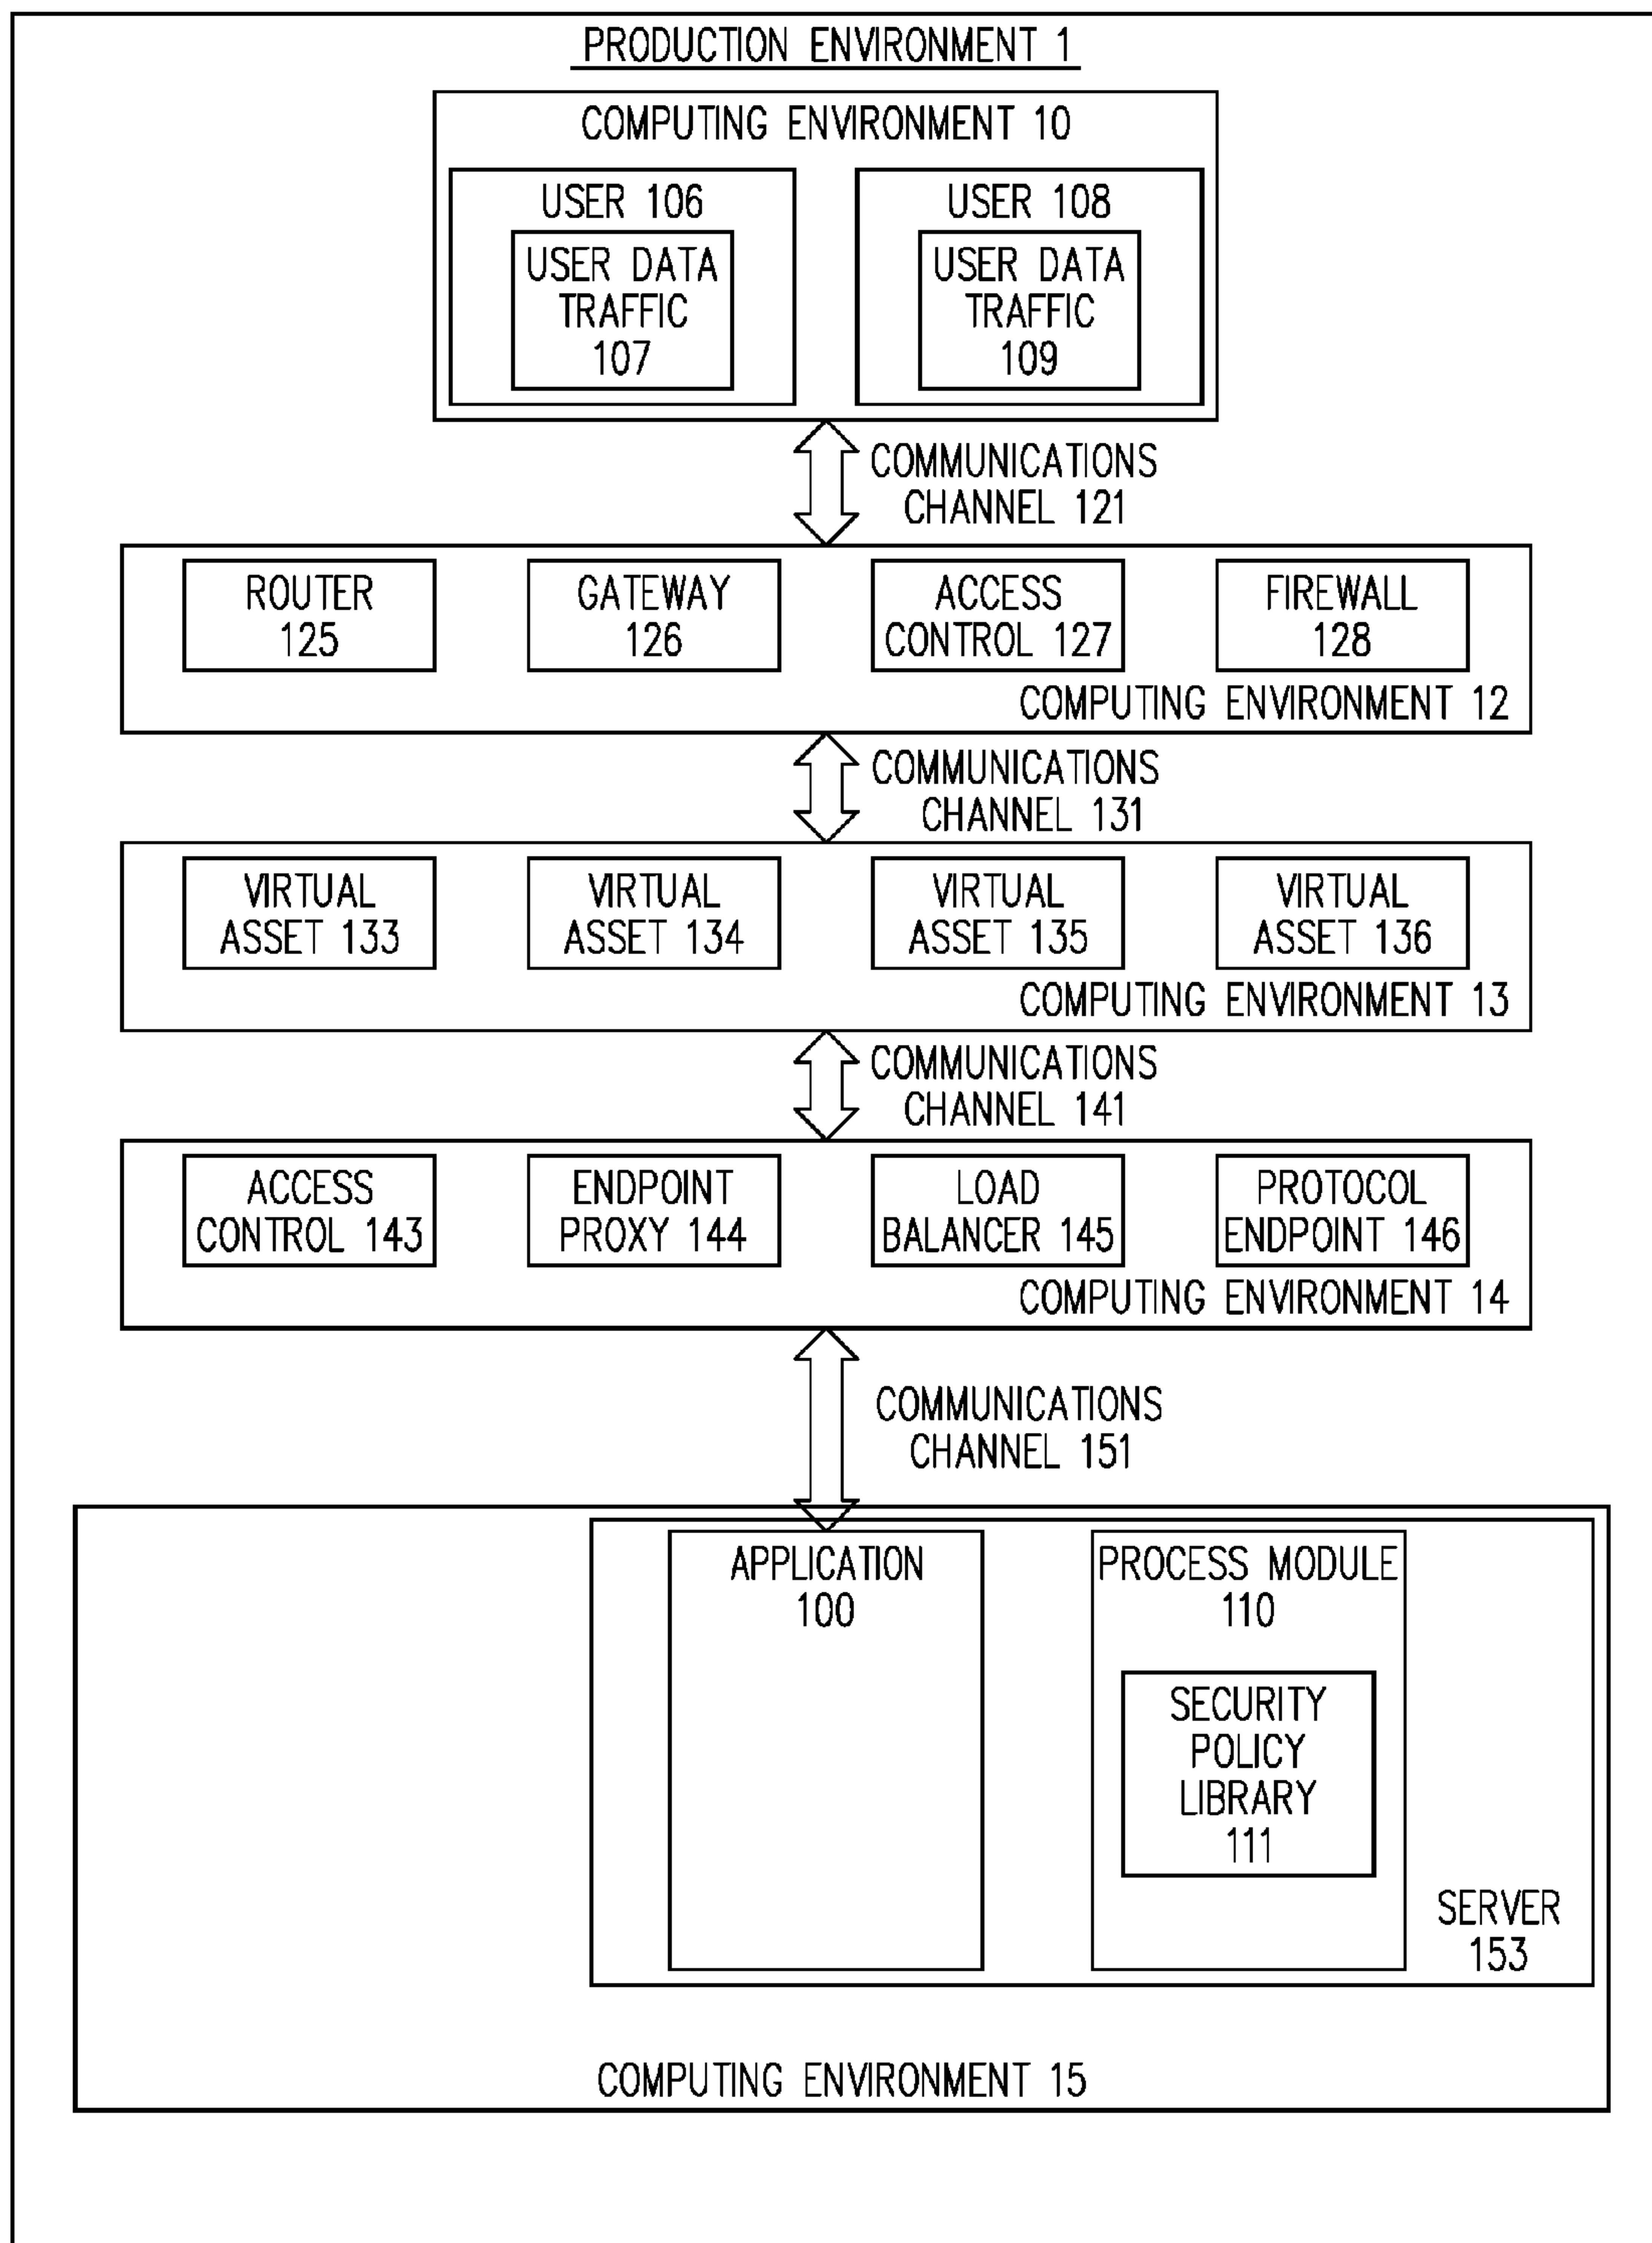 PRODUCTION ENVIRONMENT 1
COMPUTING ENVIRONMENT 10
USER 106
USER DATA
TRAFFIC
107
USER 108
USER DATA
TRAFFIC
109
COMMUNICATIONS
CHANNEL 121
ROUTER
125
GATEWAY
126
ACCESS
CONTROL 127
FIREWALL
128
COMPUTING ENVIRONMENT 12
COMMUNICATIONS
CHANNEL 131
VIRTUAL
ASSET 133
VIRTUAL
ASSET 134
VIRTUAL
ASSET 135
VIRTUAL
ASSET 136
COMPUTING ENVIRONMENT 13
COMMUNICATIONS
CHANNEL 141
ACCESS
CONTROL 143
ENDPOINT
PROXY 144
LOAD
BALANCER 145
PROTOCOL
ENDPOINT 146
COMPUTING ENVIRONMENT 14
COMMUNICATIONS
CHANNEL 151
APPLICATION
100
PROCESS MODULE
110
SECURITY
POLICY
LIBRARY
111
SERVER
153
COMPUTING ENVIRONMENT 15